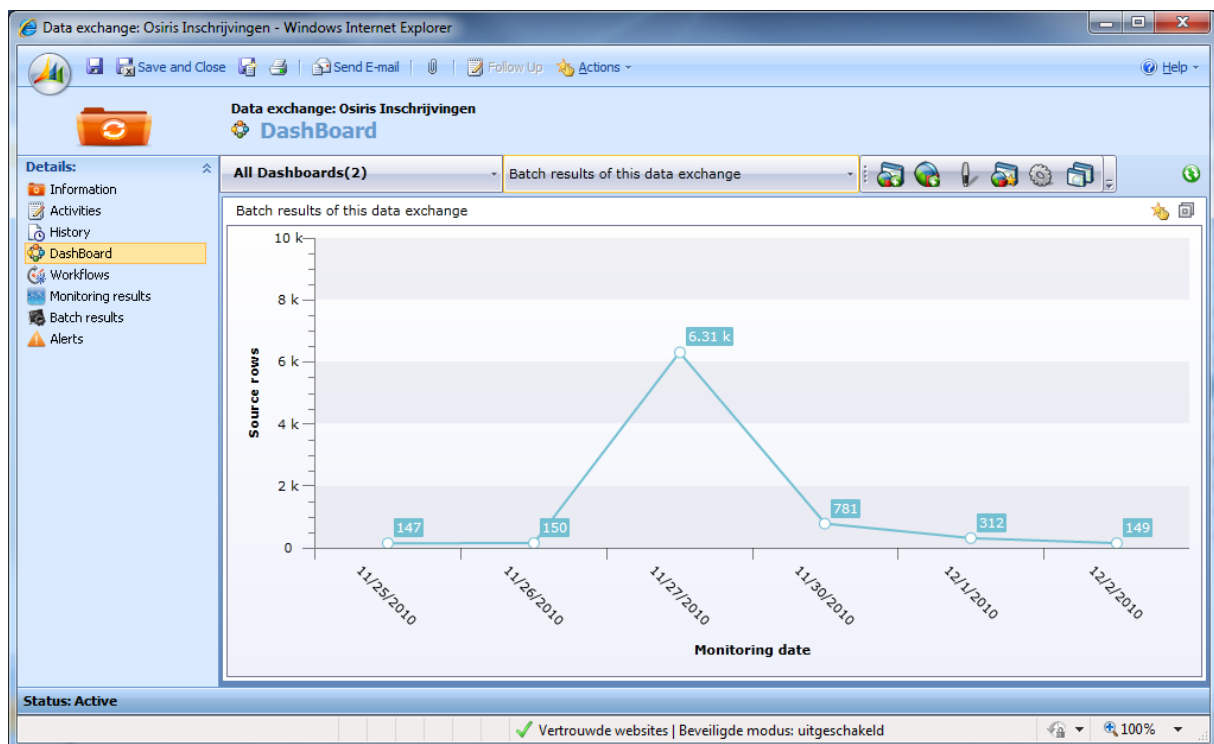 Data exchange: Osiris Inschrijvingen - Windows Internet Explorer
Save and Close Send E-mail Follow Up Actions Help
Data exchange: Osiris Inschrijvingen
DashBoard
Details:
Information
Activities
History
DashBoard
Workflows
Monitoring results
Batch results
Alerts
All Dashboards(2) Batch results of this data exchange
Batch results of this data exchange
10 k
8 k
6 k
4 k
2 k
0
Source rows
147
150
6.31 k
781
312
149
11/25/2010
11/26/2010
11/27/2010
11/30/2010
12/1/2010
12/2/2010
Monitoring date
Status: Active
Vertrouwde websites | Beveiligde modus: uitgeschakeld 100%